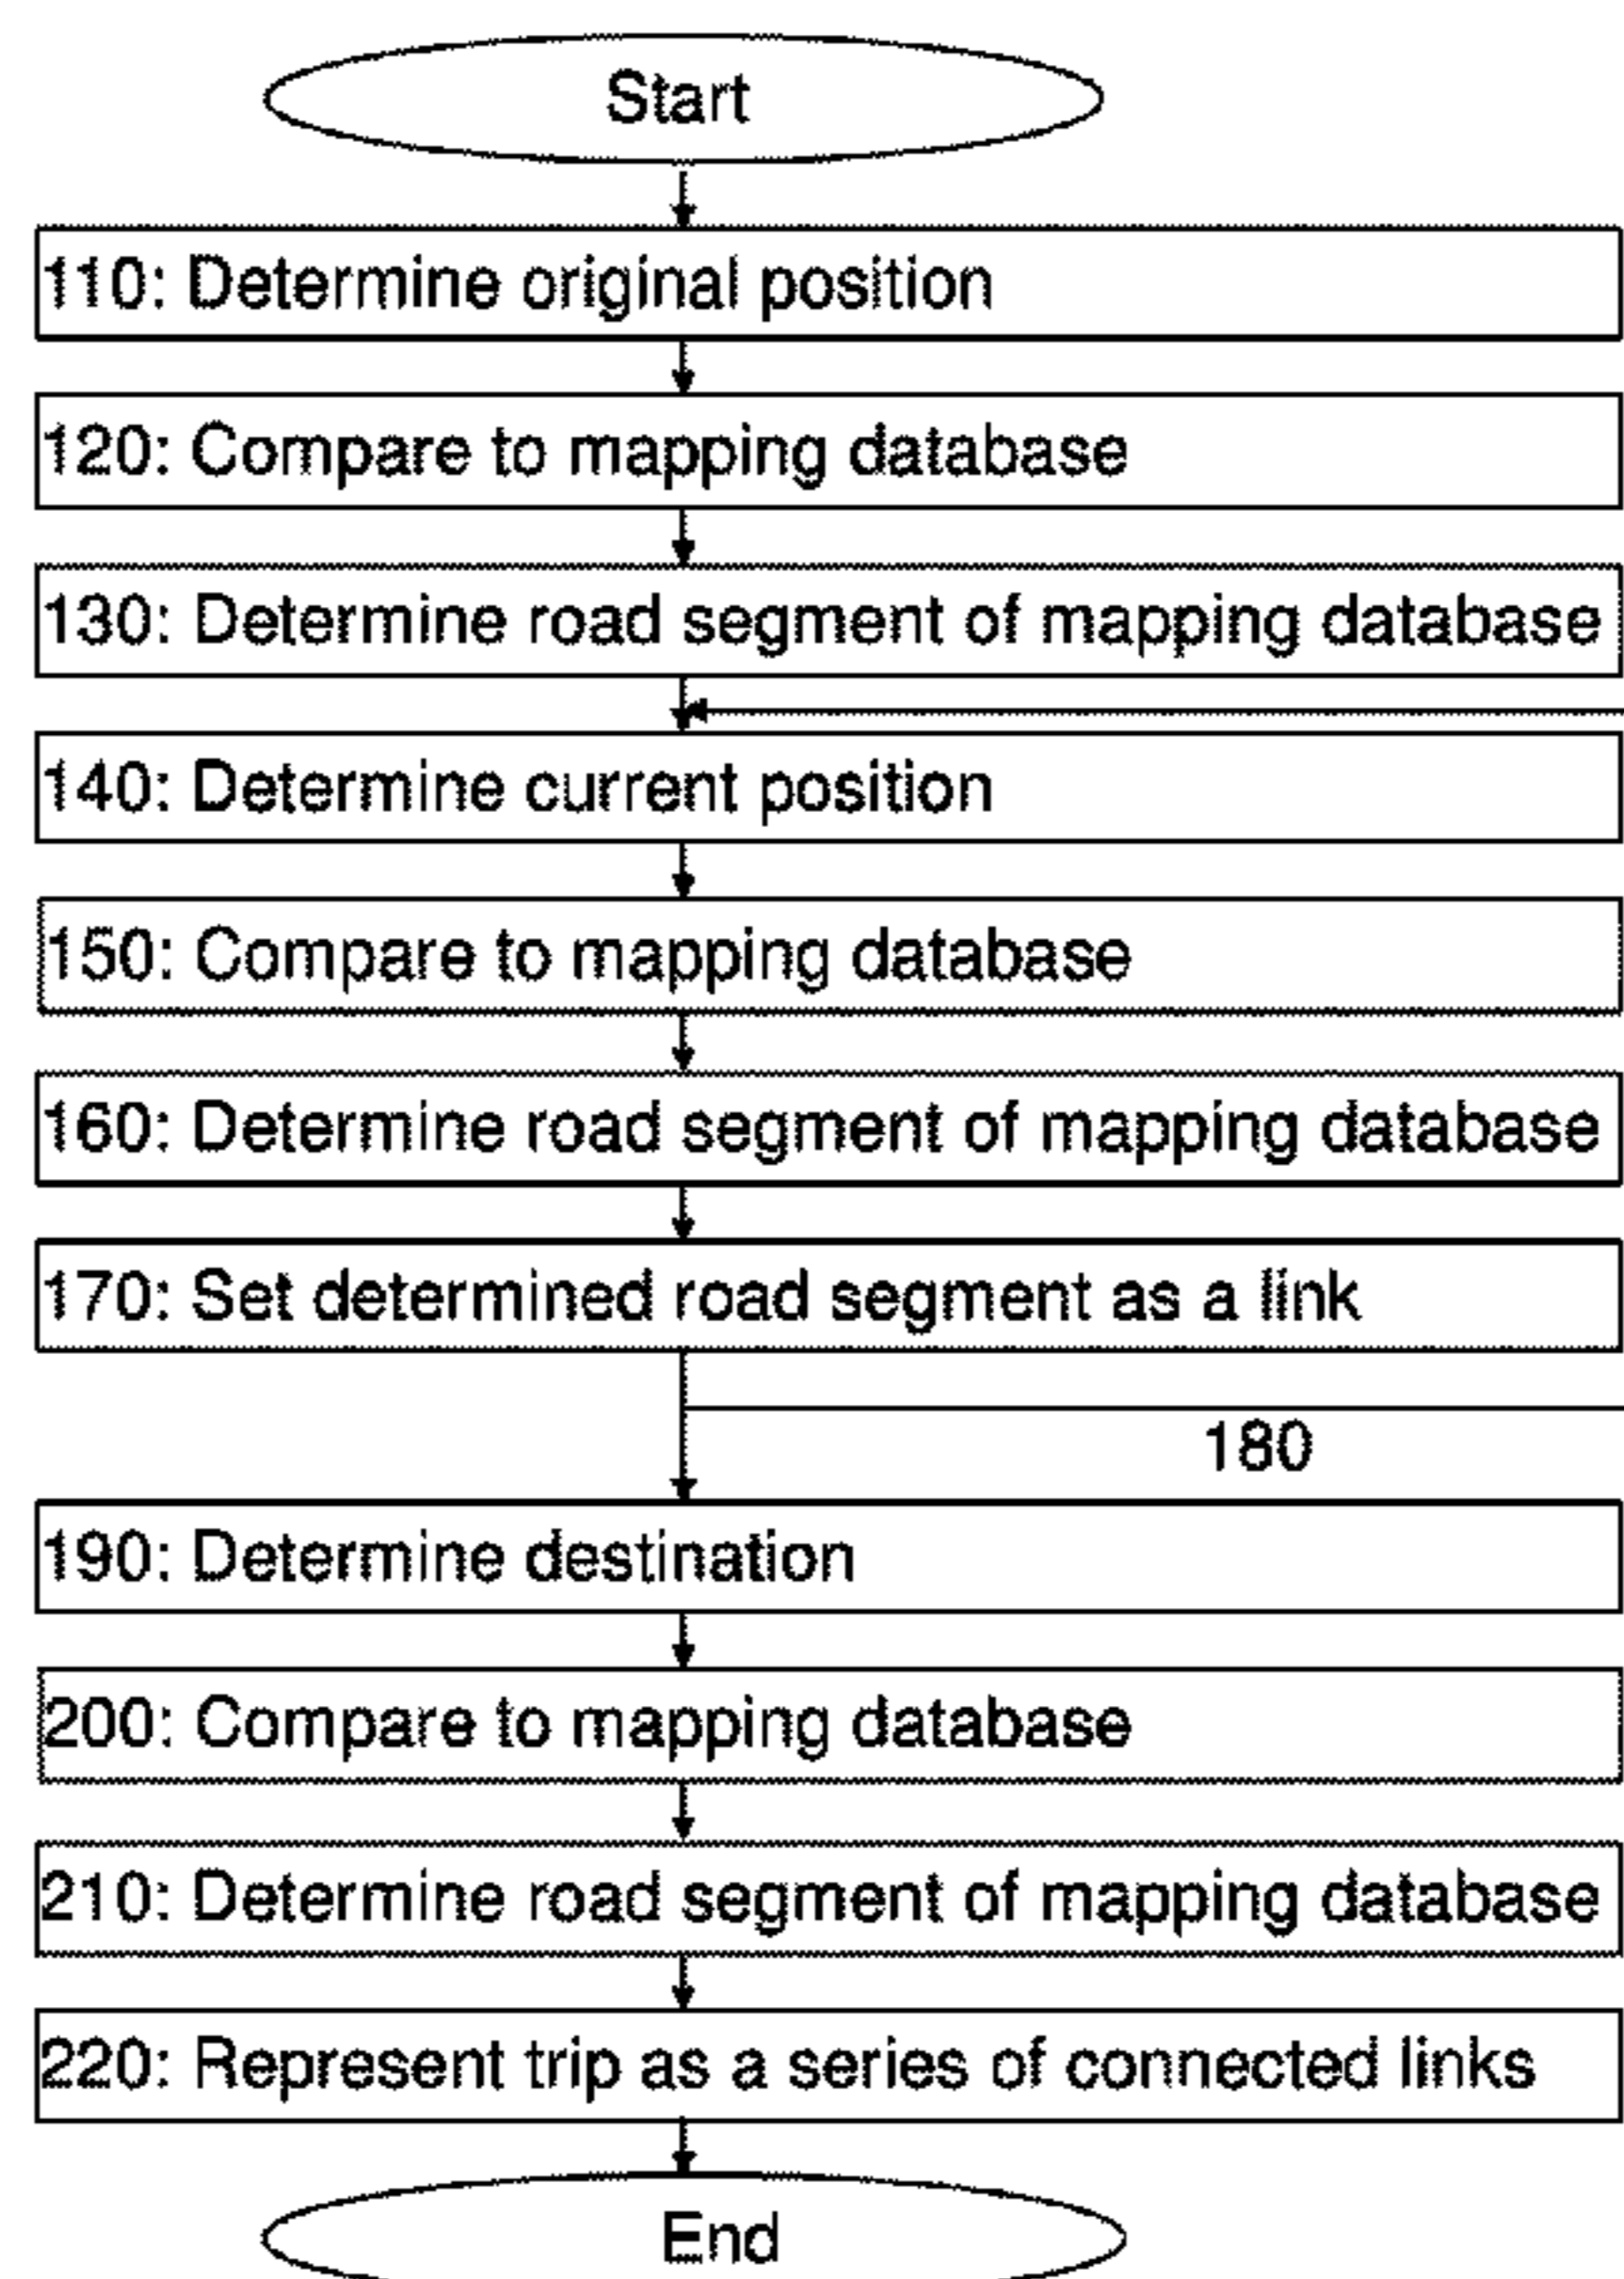 Start
110: Determine original position
120: Compare to mapping database
130: Determine road segment of mapping database
140: Determine current position
150: Compare to mapping database
160: Determine road segment of mapping database
170: Set determined road segment as a link
180
190: Determine destination
200: Compare to mapping database
210: Determine road segment of mapping database
220: Represent trip as a series of connected links
End